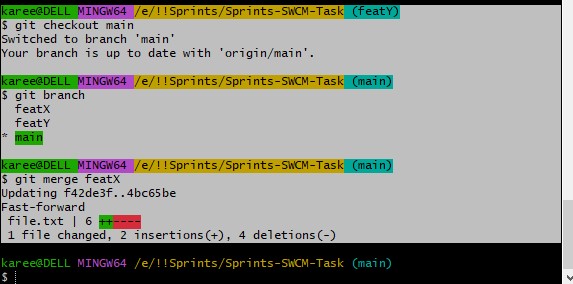 karee@DELL MINGW64 /e/!!Sprints/Sprints-SWCM-Task (featY)
$ git checkout main
Switched to branch 'main'
Your branch is up to date with 'origin/main'.
karee@DELL MINGW64 /e/!!Sprints/Sprints-SWCM-Task (main)
$ git branch
  featX
  featY
* main
karee@DELL MINGW64 /e/!!Sprints/Sprints-SWCM-Task (main)
$ git merge featX
Updating f42de3f..4bc65be
Fast-forward
 file.txt | 6 ++----
 1 file changed, 2 insertions(+), 4 deletions(-)
karee@DELL MINGW64 /e/!!Sprints/Sprints-SWCM-Task (main)
$